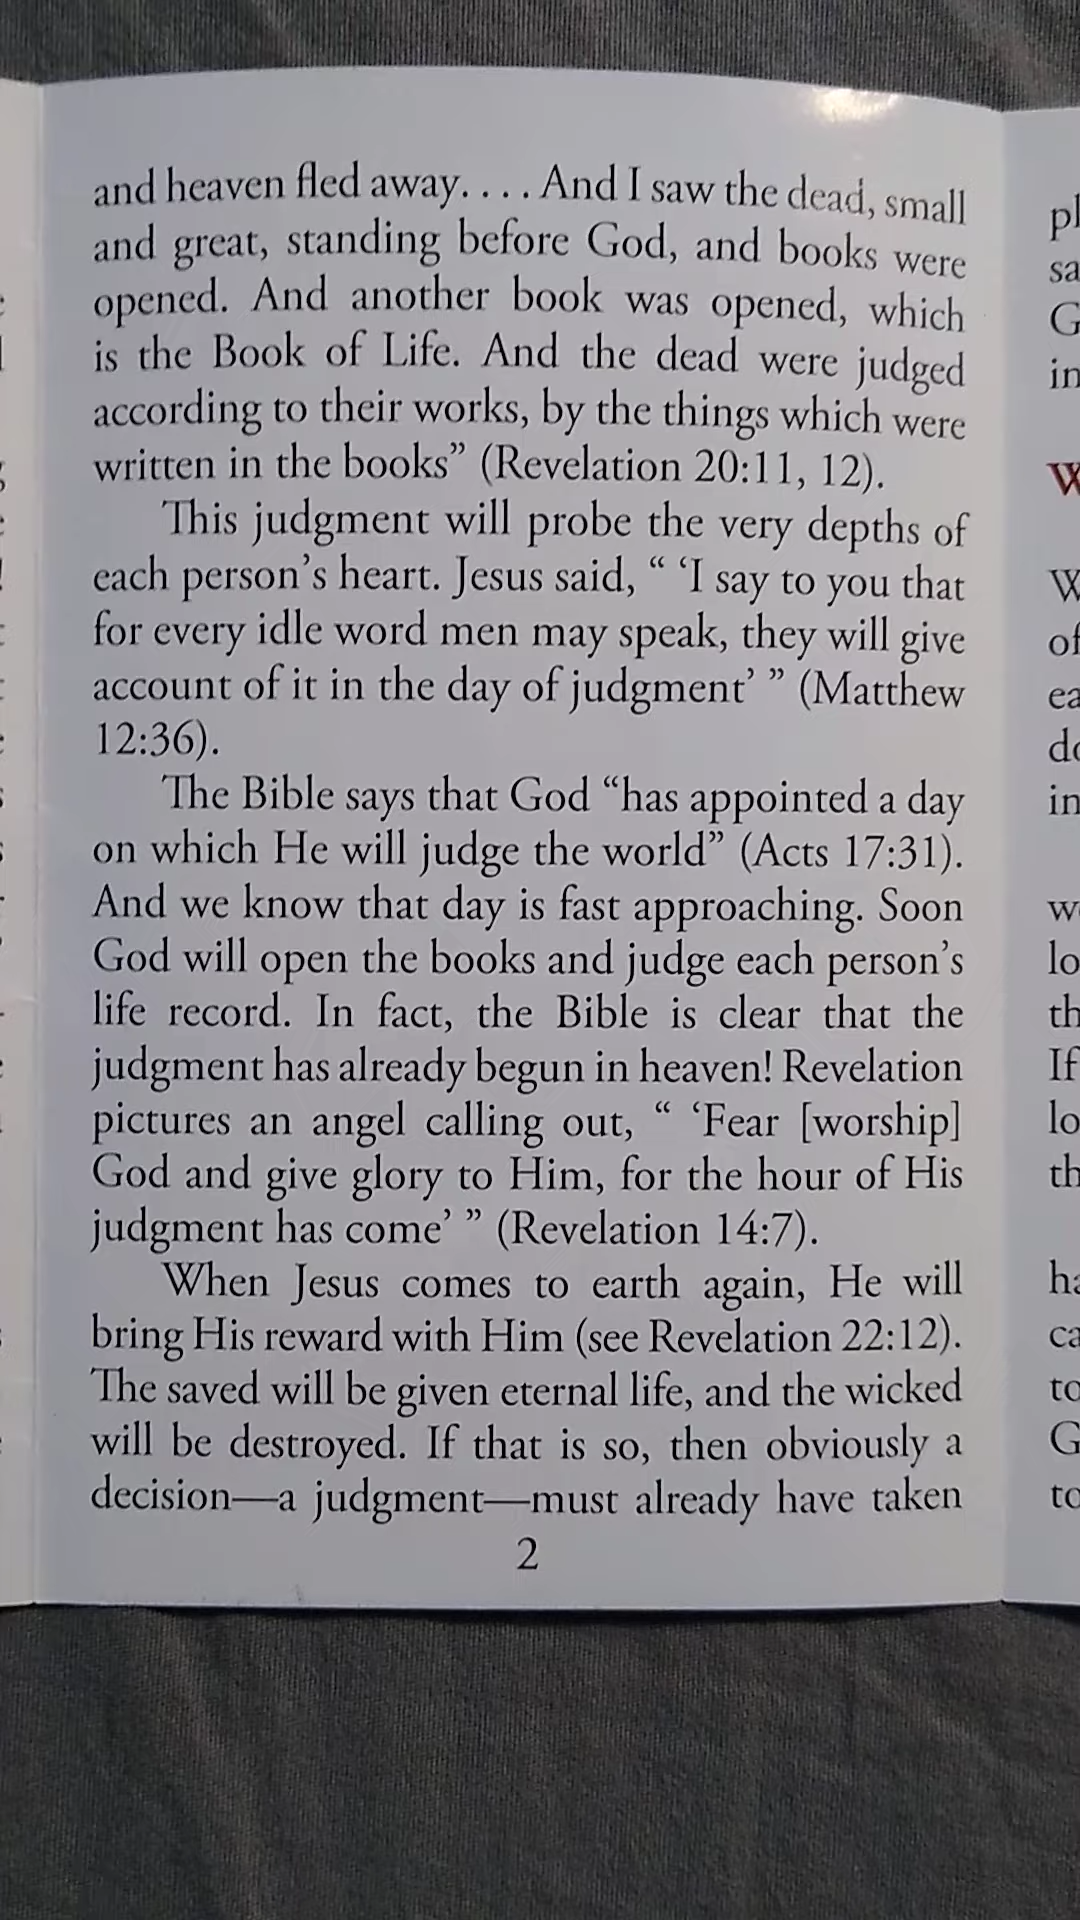 and heaven fled away. . . . And I saw the dead, small
and great, standing before God, and books were
opened. And another book was opened, which
is the Book of Life. And the dead were judged
according to their works, by the things which were
written in the books” (Revelation 20:11, 12).
This judgment will probe the very depths of
each person’s heart. Jesus said, “ ‘I say to you that
for every idle word men may speak, they will give
account of it in the day of judgment’ ” (Matthew
12:36).
The Bible says that God “has appointed a day
on which He will judge the world” (Acts 17:31).
And we know that day is fast approaching. Soon
God will open the books and judge each person’s
life record. In fact, the Bible is clear that the
judgment has already begun in heaven! Revelation
pictures an angel calling out, “ ‘Fear [worship]
God and give glory to Him, for the hour of His
judgment has come’ ” (Revelation 14:7).
When Jesus comes to earth again, He will
bring His reward with Him (see Revelation 22:12).
The saved will be given eternal life, and the wicked
will be destroyed. If that is so, then obviously a
decision—a judgment—must already have taken
2